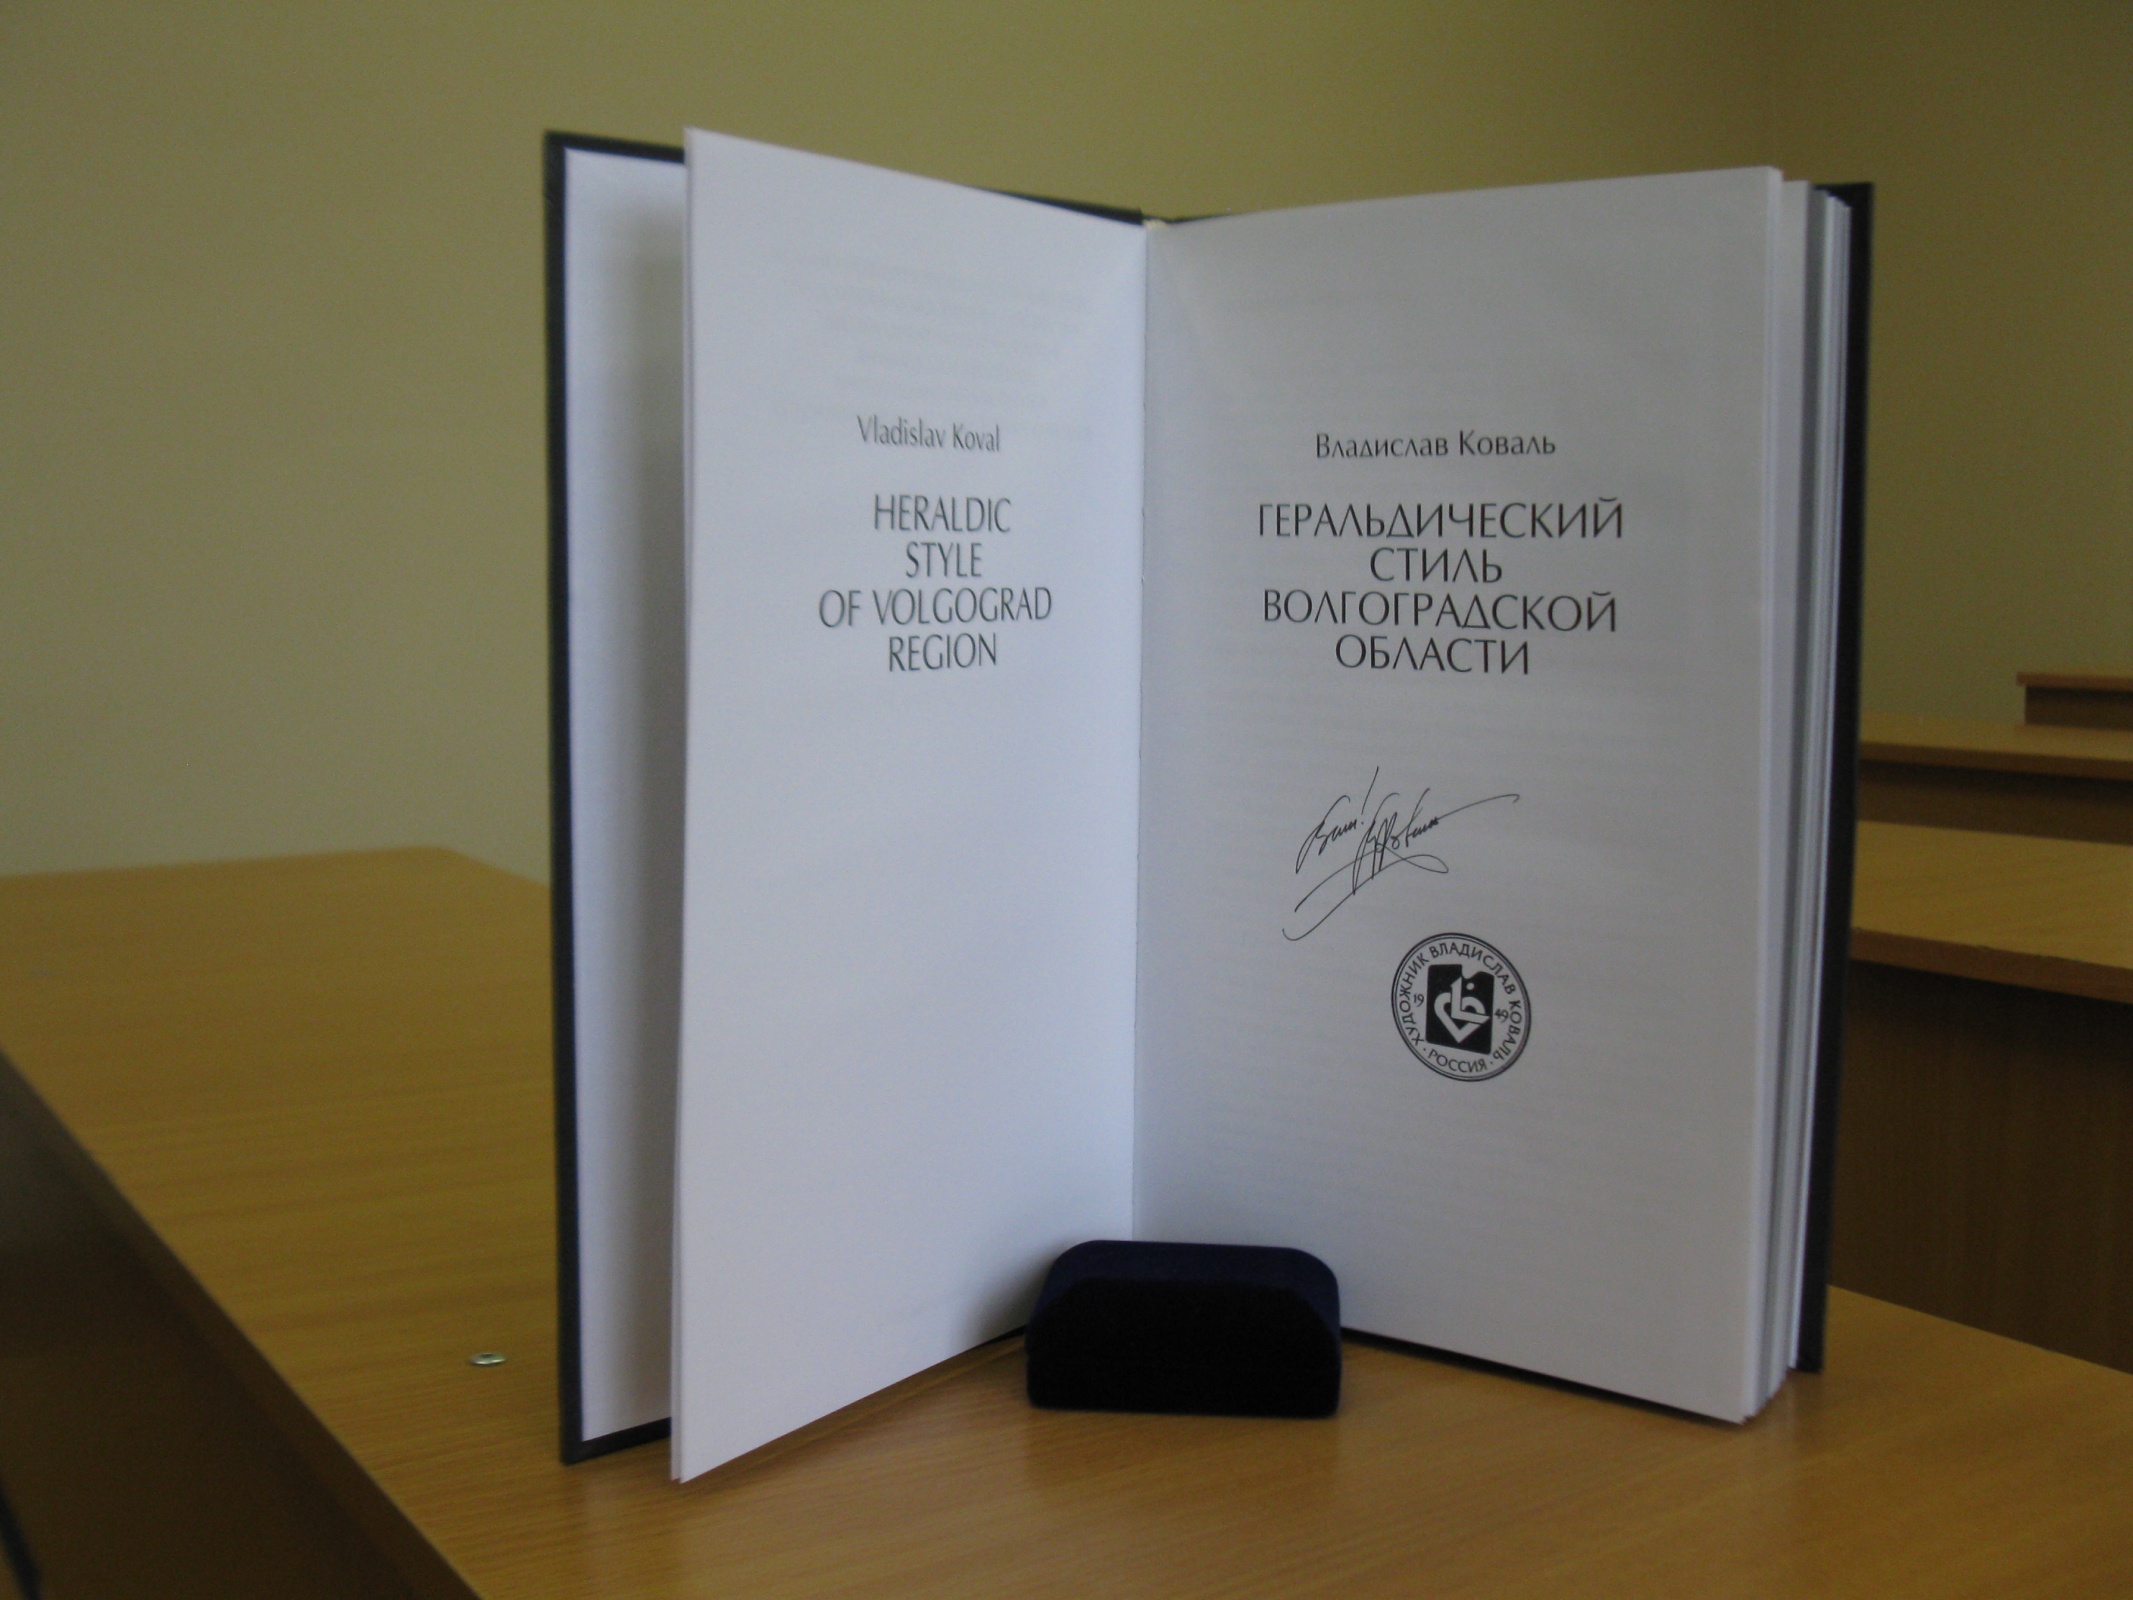 Vladislav Koval
HERALDIC
STYLE
OF VOLGOGRAD
REGION
Владислав Коваль
ГЕРАЛЬДИЧЕСКИЙ
СТИЛЬ
ВОЛГОГРАДСКОЙ
ОБЛАСТИ
ХУДОЖНИК ВЛАДИСЛАВ КОВАЛЬ
19 49
· РОССИЯ ·